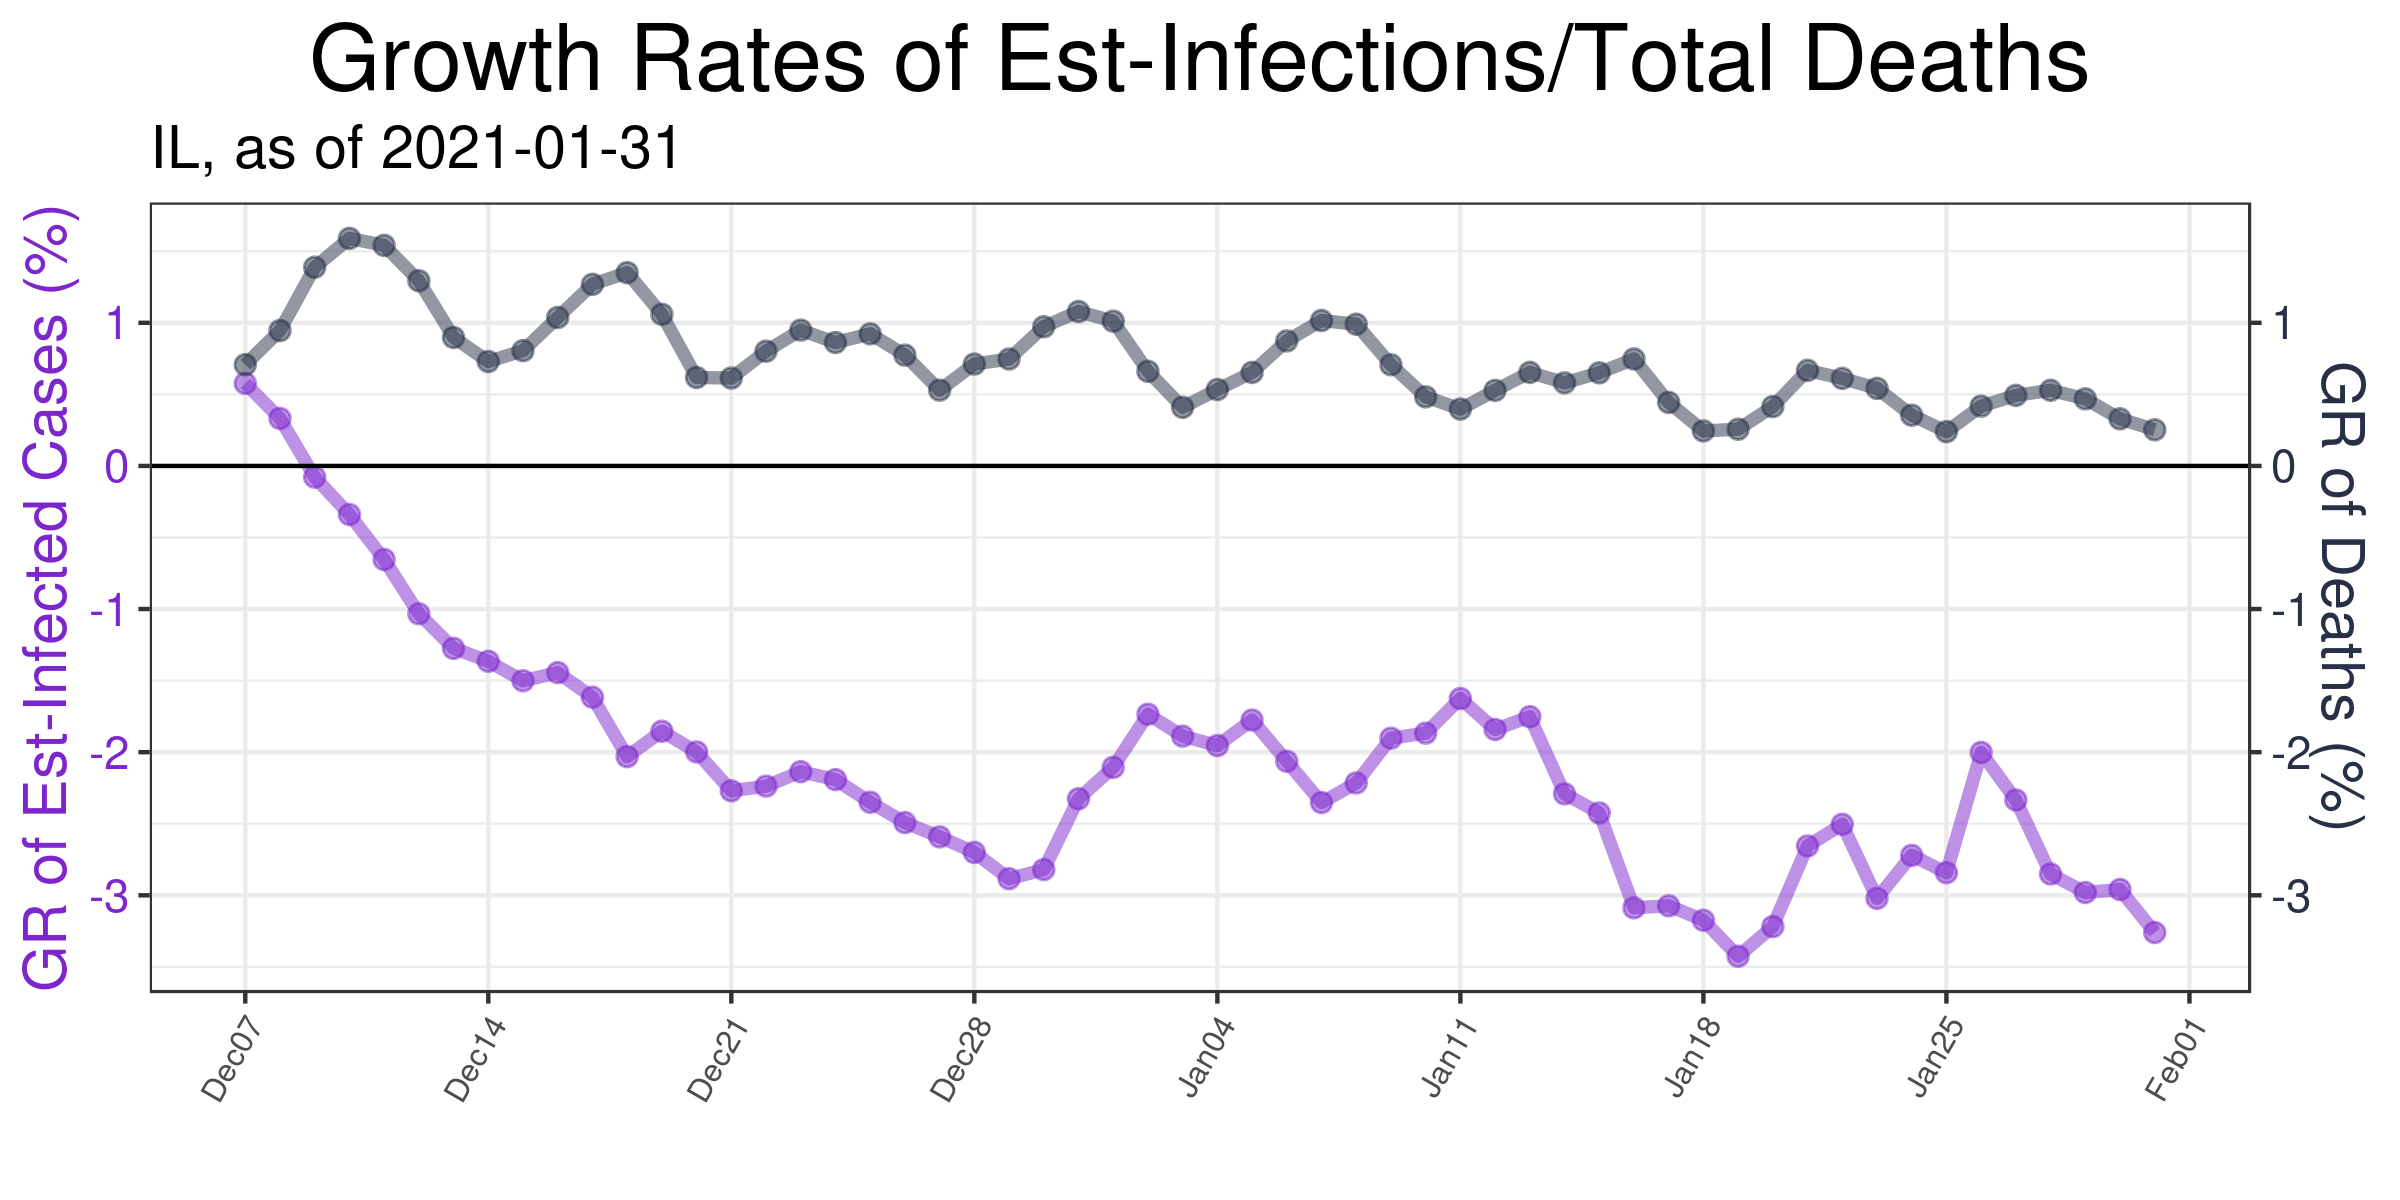 Growth Rates of Est-Infections/Total Deaths
IL, as of 2021-01-31
GR of Est-Infected Cases (%)
1
0
-1
-2
-3
1
0
-1
-2
-3
GR of Deaths (%)
Dec07
Dec14
Dec21
Dec28
Jan04
Jan11
Jan18
Jan25
Feb01